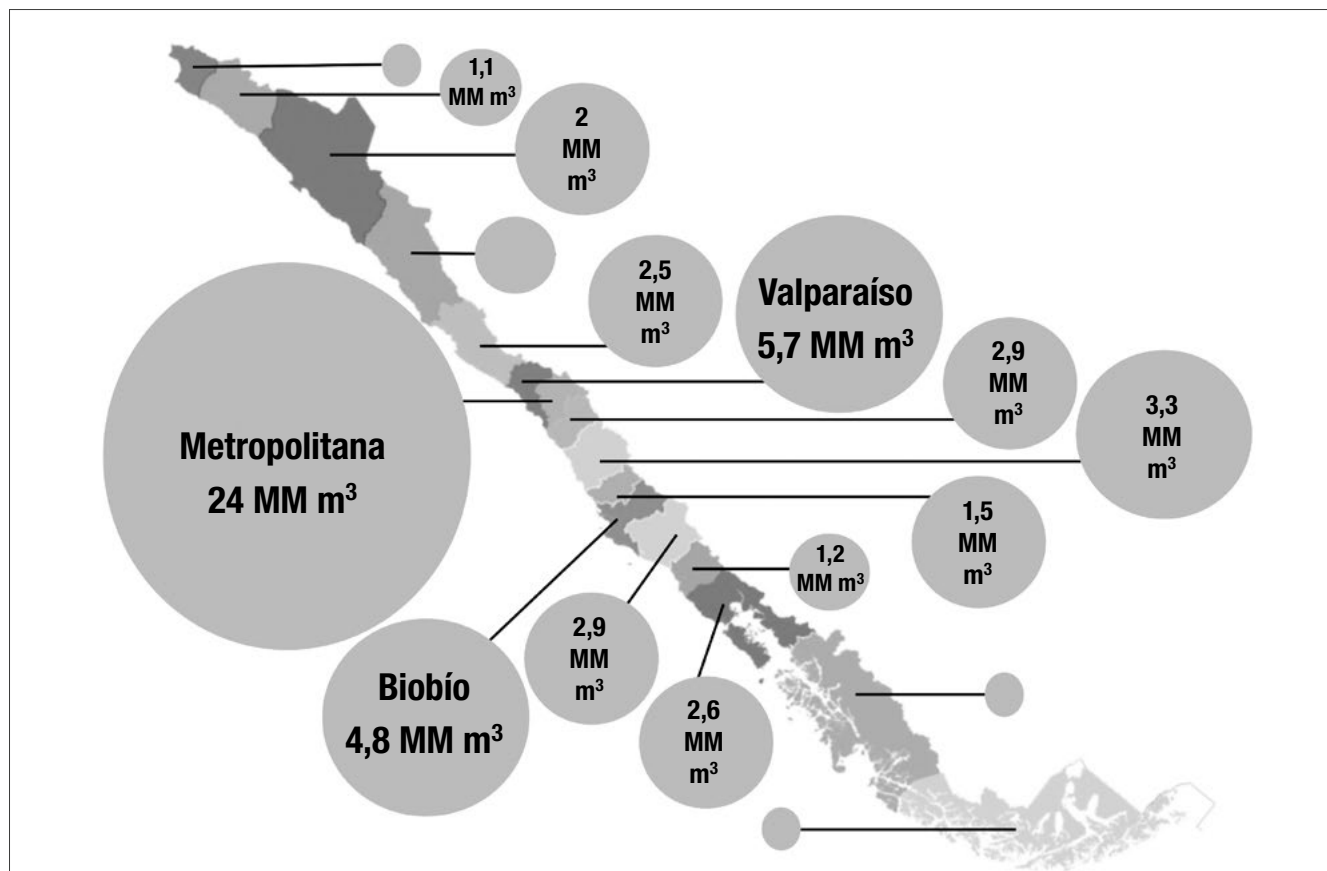 1,1
MM m³
2
MM
m³
2,5
MM
m³
Valparaíso
5,7 MM m³
2,9
MM
m³
3,3
MM
m³
Metropolitana
24 MM m³
1,5
MM
m³
1,2
MM m³
2,9
MM
m³
Biobío
4,8 MM m³
2,6
MM
m³